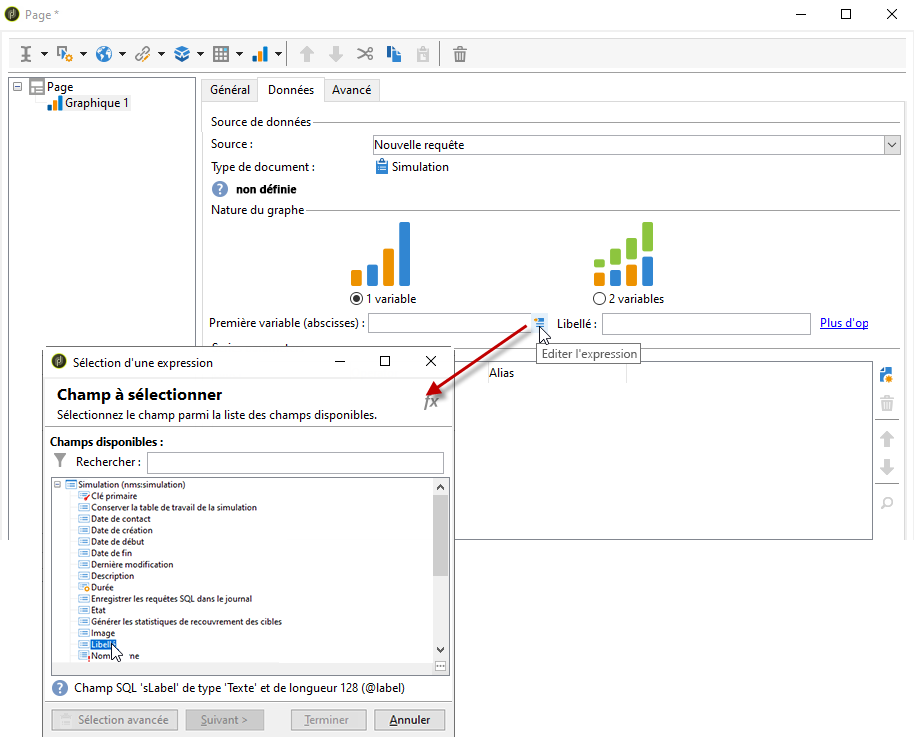 Page *
Page
Graphique 1
Général Données Avancé
Source de données
Source : Nouvelle requête
Type de document : Simulation
? non définie
Nature du graphe
1 variable 2 variables
Première variable (abscisses) : Libellé : Plus d'op
Editer l'expression
Alias
Sélection d'une expression
Champ à sélectionner
Sélectionnez le champ parmi la liste des champs disponibles.
fx
Champs disponibles :
Rechercher :
Simulation (nms:simulation)
Clé primaire
Conserver la table de travail de la simulation
Date de contact
Date de création
Date de début
Date de fin
Dernière modification
Description
Durée
Enregistrer les requêtes SQL dans le journal
Etat
Générer les statistiques de recouvrement des cibles
Image
Libellé
? Champ SQL 'sLabel' de type 'Texte' et de longueur 128 (@label)
Sélection avancée Suivant > Terminer Annuler